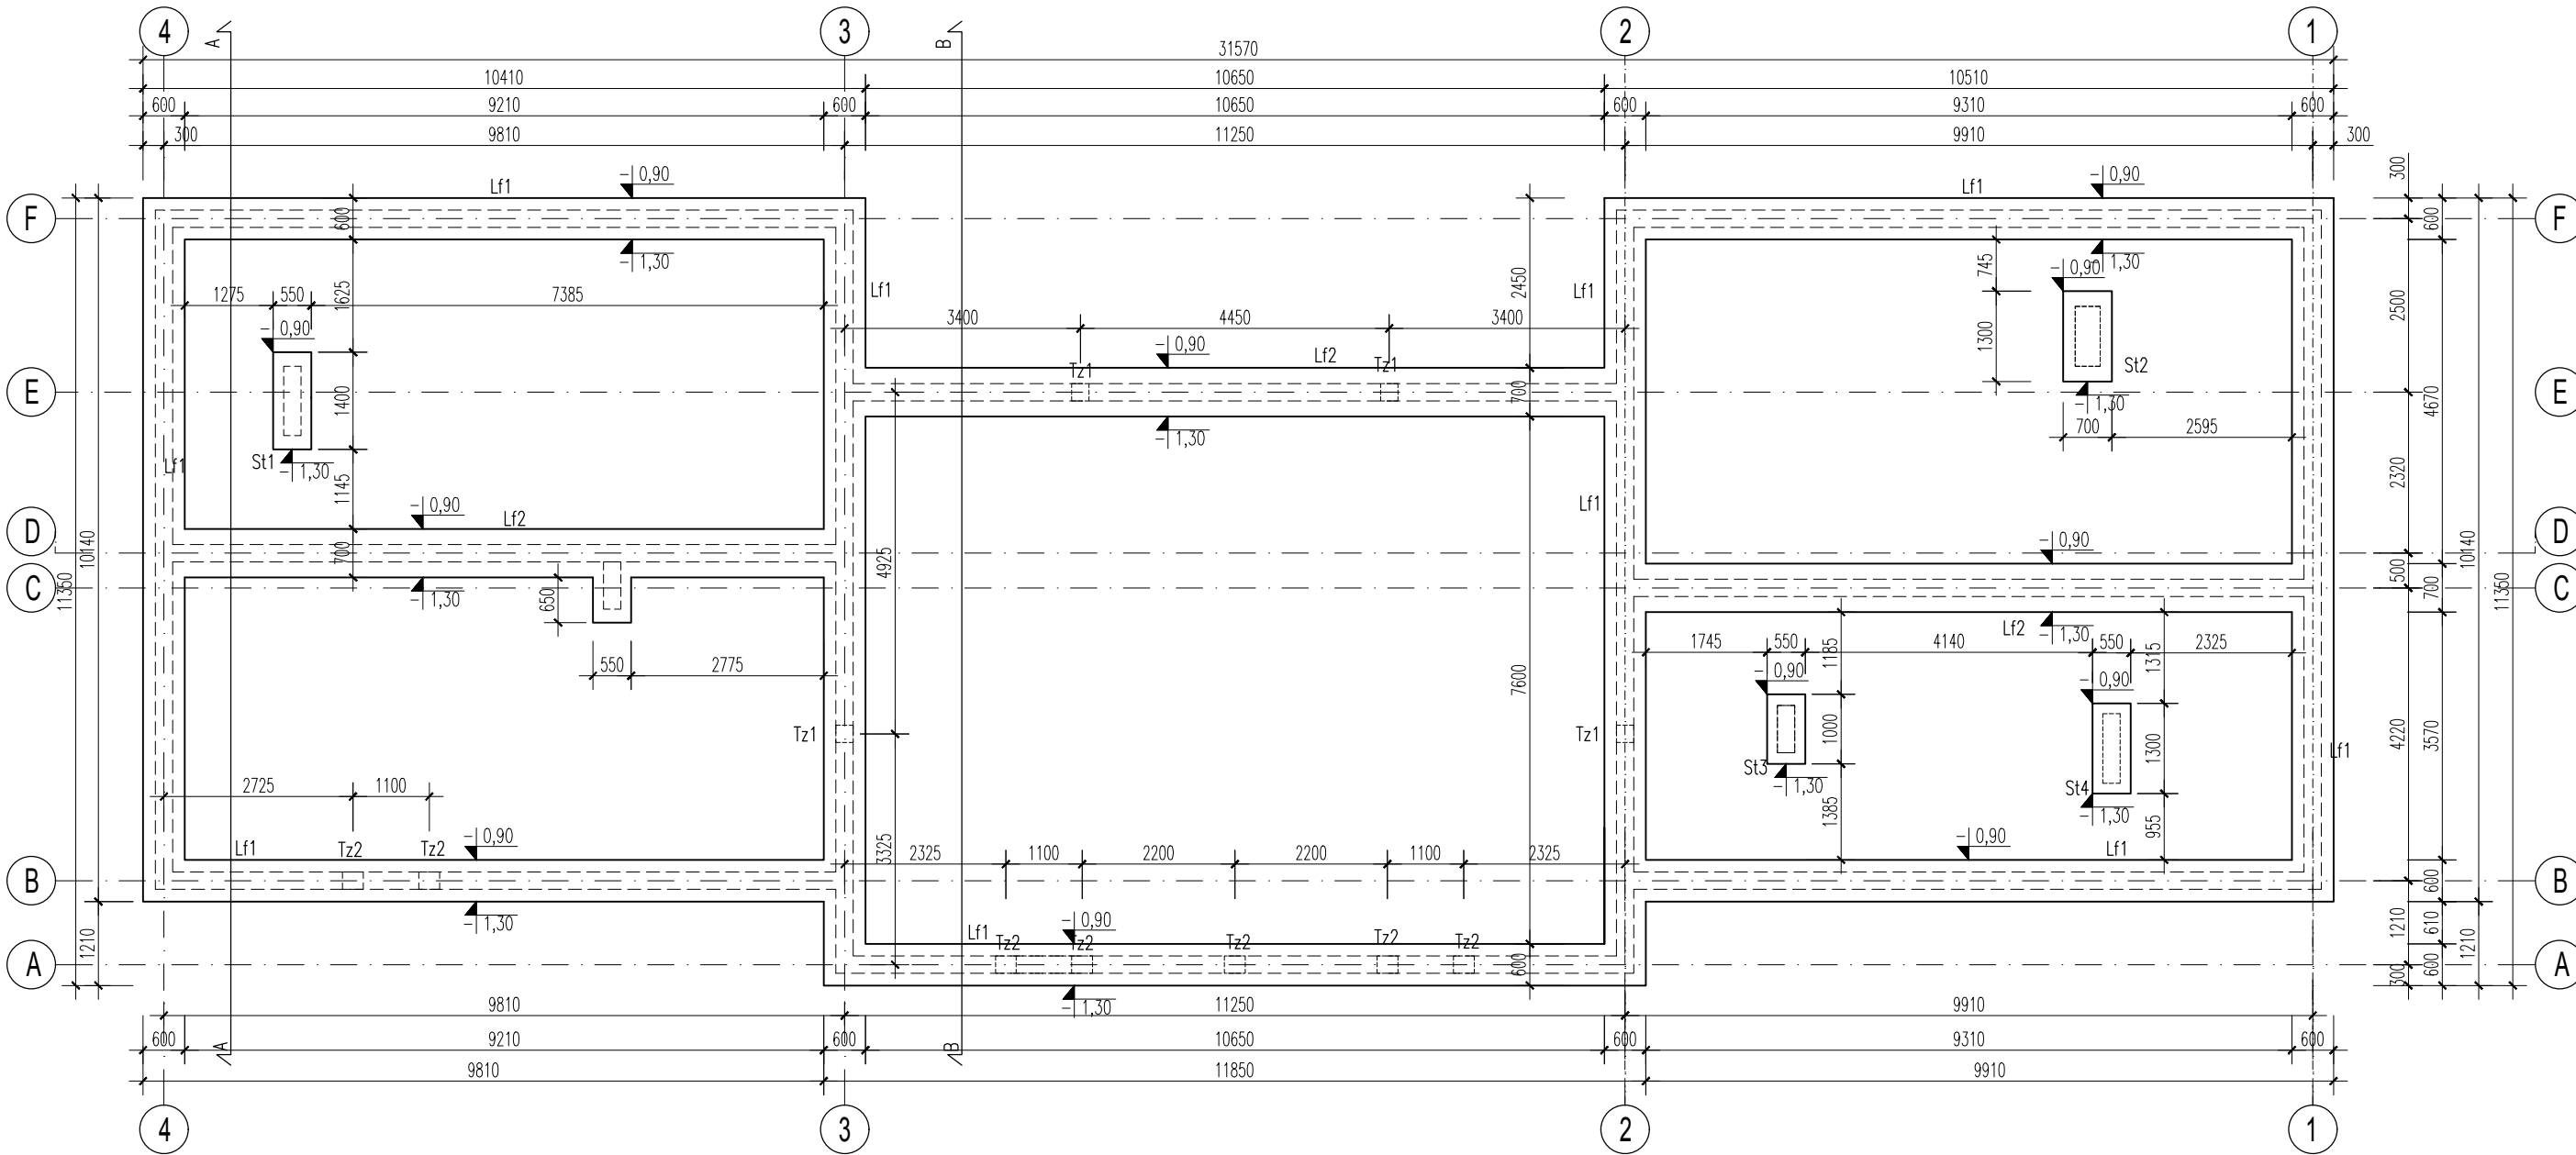 4 A 3 B 2 1
31570
10410 10650 10510
600 9210 600 10650 600 9310 600
300 9810 11250 9910 300
Lf1 -0,90 Lf1 -0,90 300
F 600 600 F
-1,30 Lf1 2450 Lf1 745 -0,90 -1,30
1275 550 1625 7385 2500
3400 4450 3400
-0,90 -0,90 1300
Tz1 Lf2 Tz1 St2
E 1400 700 -1,30 E
4670
-1,30 700 2595
St1 -1,30 Lf1 1145 2320
Lf1
-0,90 Lf2
D 10140 -0,90 10140 D
700 4925
C 11350 -1,30 650 500 700 11350 C
Lf2 -1,30
550 2775 7600 1745 550 1185 4140 550 1315 2325
-0,90 -0,90
Tz1 Tz1 1000 4220 3570
1300 Lf1
St3 -1,30
2725 1100 St4 -1,30
1385 955
Lf1 Tz2 Tz2 -0,90 3325 2325 1100 2200 2200 1100 2325 -0,90 Lf1
B 600 B
-1,30 Lf1 -0,90 610
1210 1210 1210
Tz2 Tz2 Tz2 Tz2 Tz2
A 600 600 300 A
-1,30
9810 11250 9910
A B
600 9210 600 10650 600 9310 600
9810 11850 9910
4 3 2 1